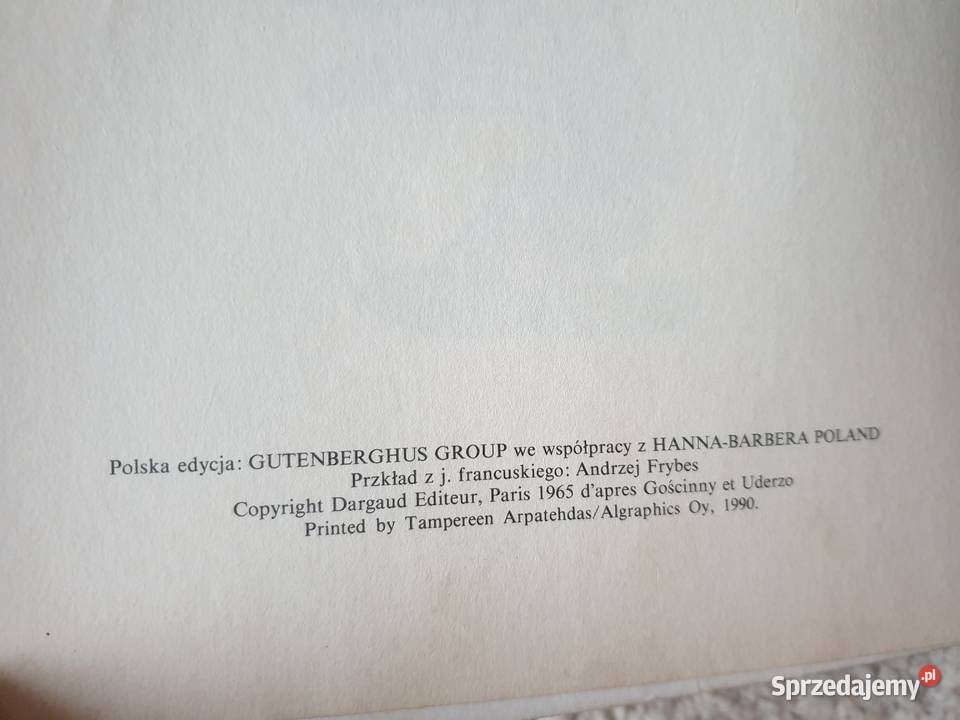 Polska edycja: GUTENBERGHUS GROUP we współpracy z HANNA-BARBERA POLAND
Przkład z j. francuskiego: Andrzej Frybes
Copyright Dargaud Editeur, Paris 1965 d'apres Gościnny et Uderzo
Printed by Tampereen Arpatehdas/Algraphics Oy, 1990.
Sprzedajemy.pl